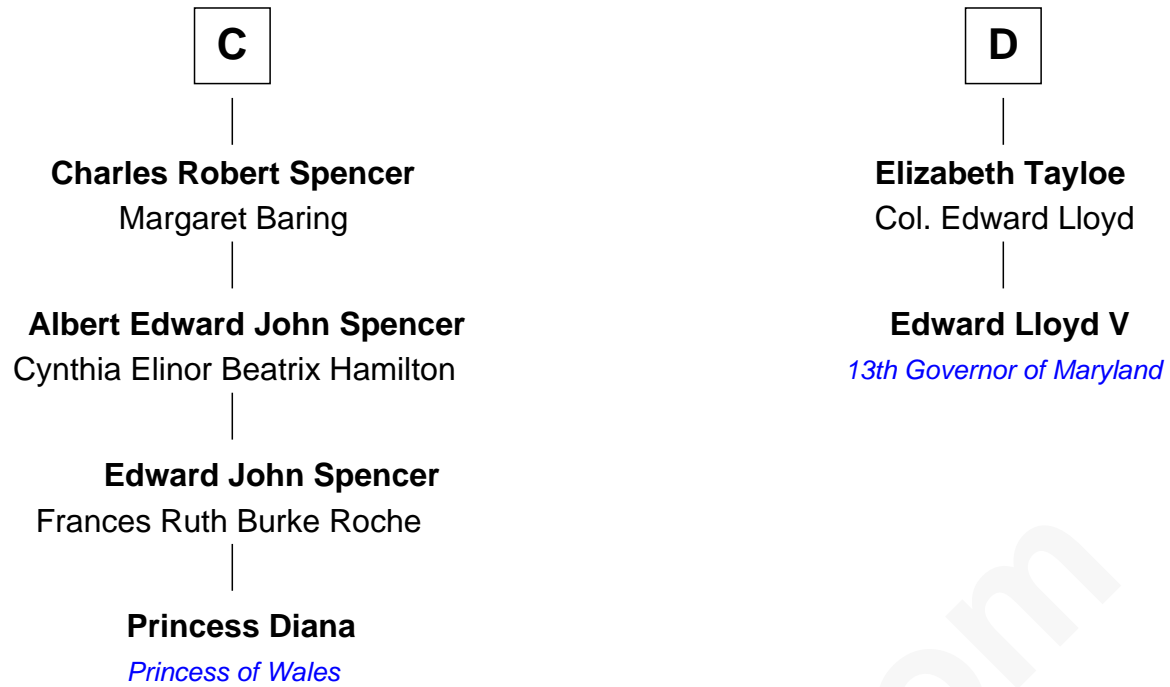 C
Charles Robert Spencer
Margaret Baring
Albert Edward John Spencer
Cynthia Elinor Beatrix Hamilton
Edward John Spencer
Frances Ruth Burke Roche
Princess Diana
Princess of Wales
D
Elizabeth Tayloe
Col. Edward Lloyd
Edward Lloyd V
13th Governor of Maryland
om